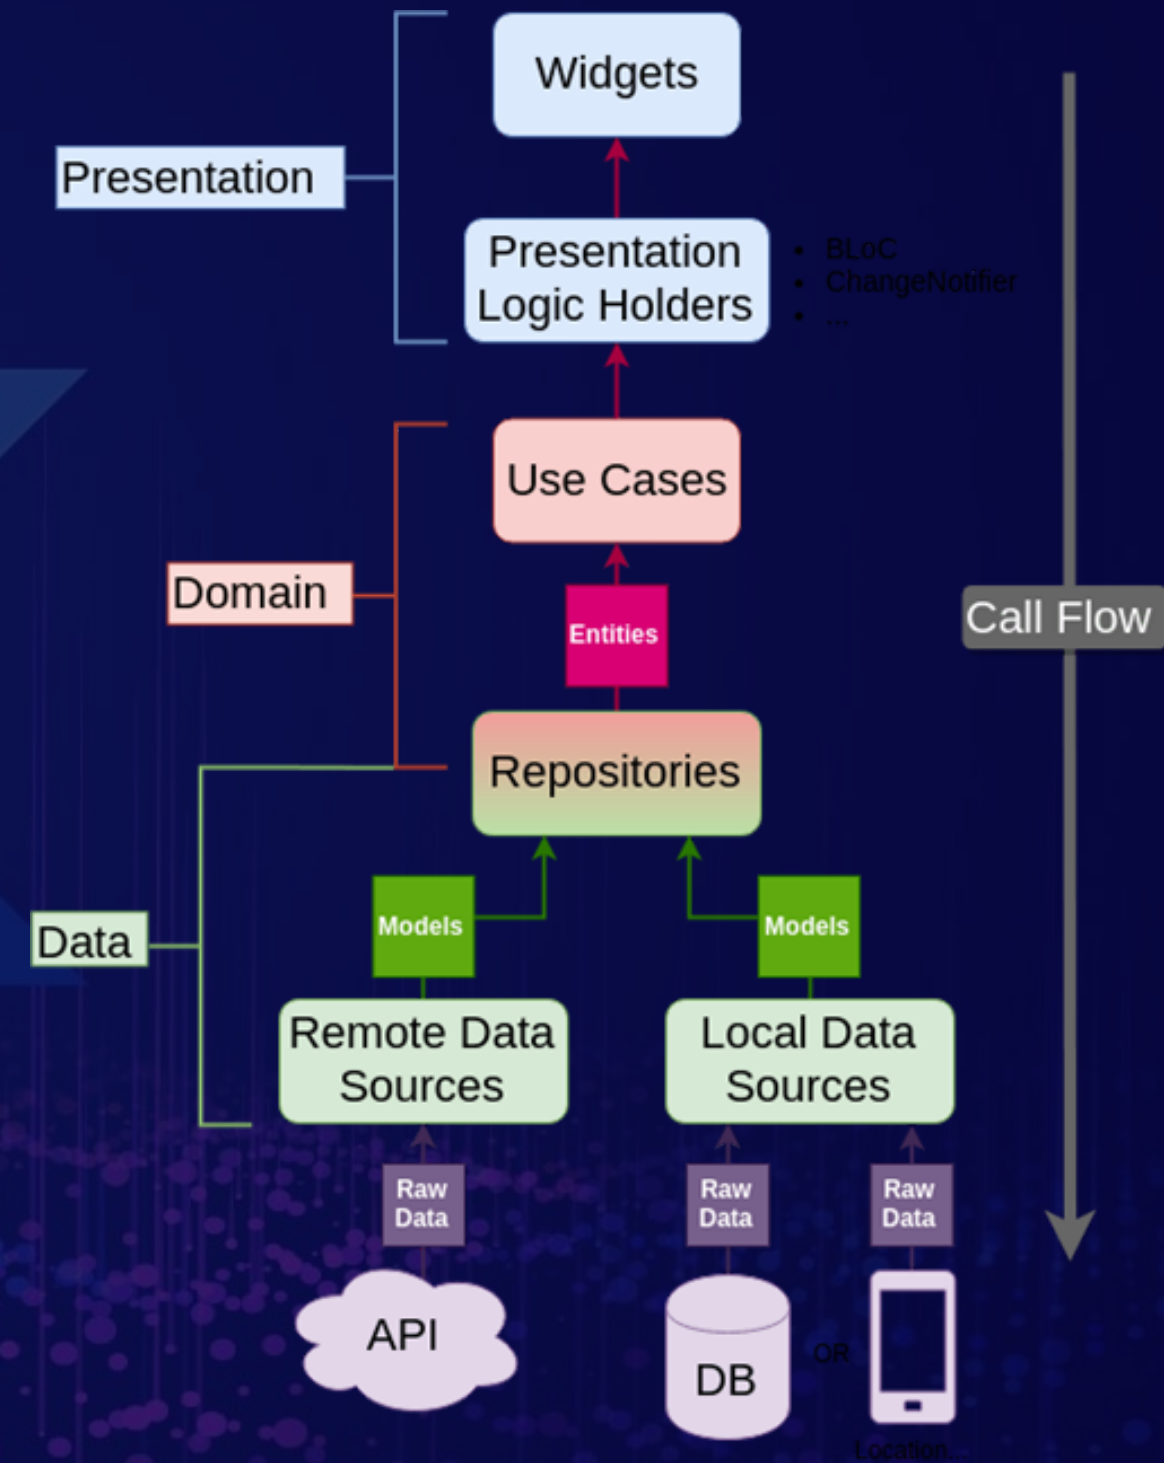 Widgets
Presentation
Presentation
Logic Holders
• BLoC
• ChangeNotifier
• ...
Use Cases
Domain
Entities
Call Flow
Repositories
Models
Models
Data
Remote Data
Sources
Local Data
Sources
Raw
Data
Raw
Data
Raw
Data
API
DB
OR
Location...